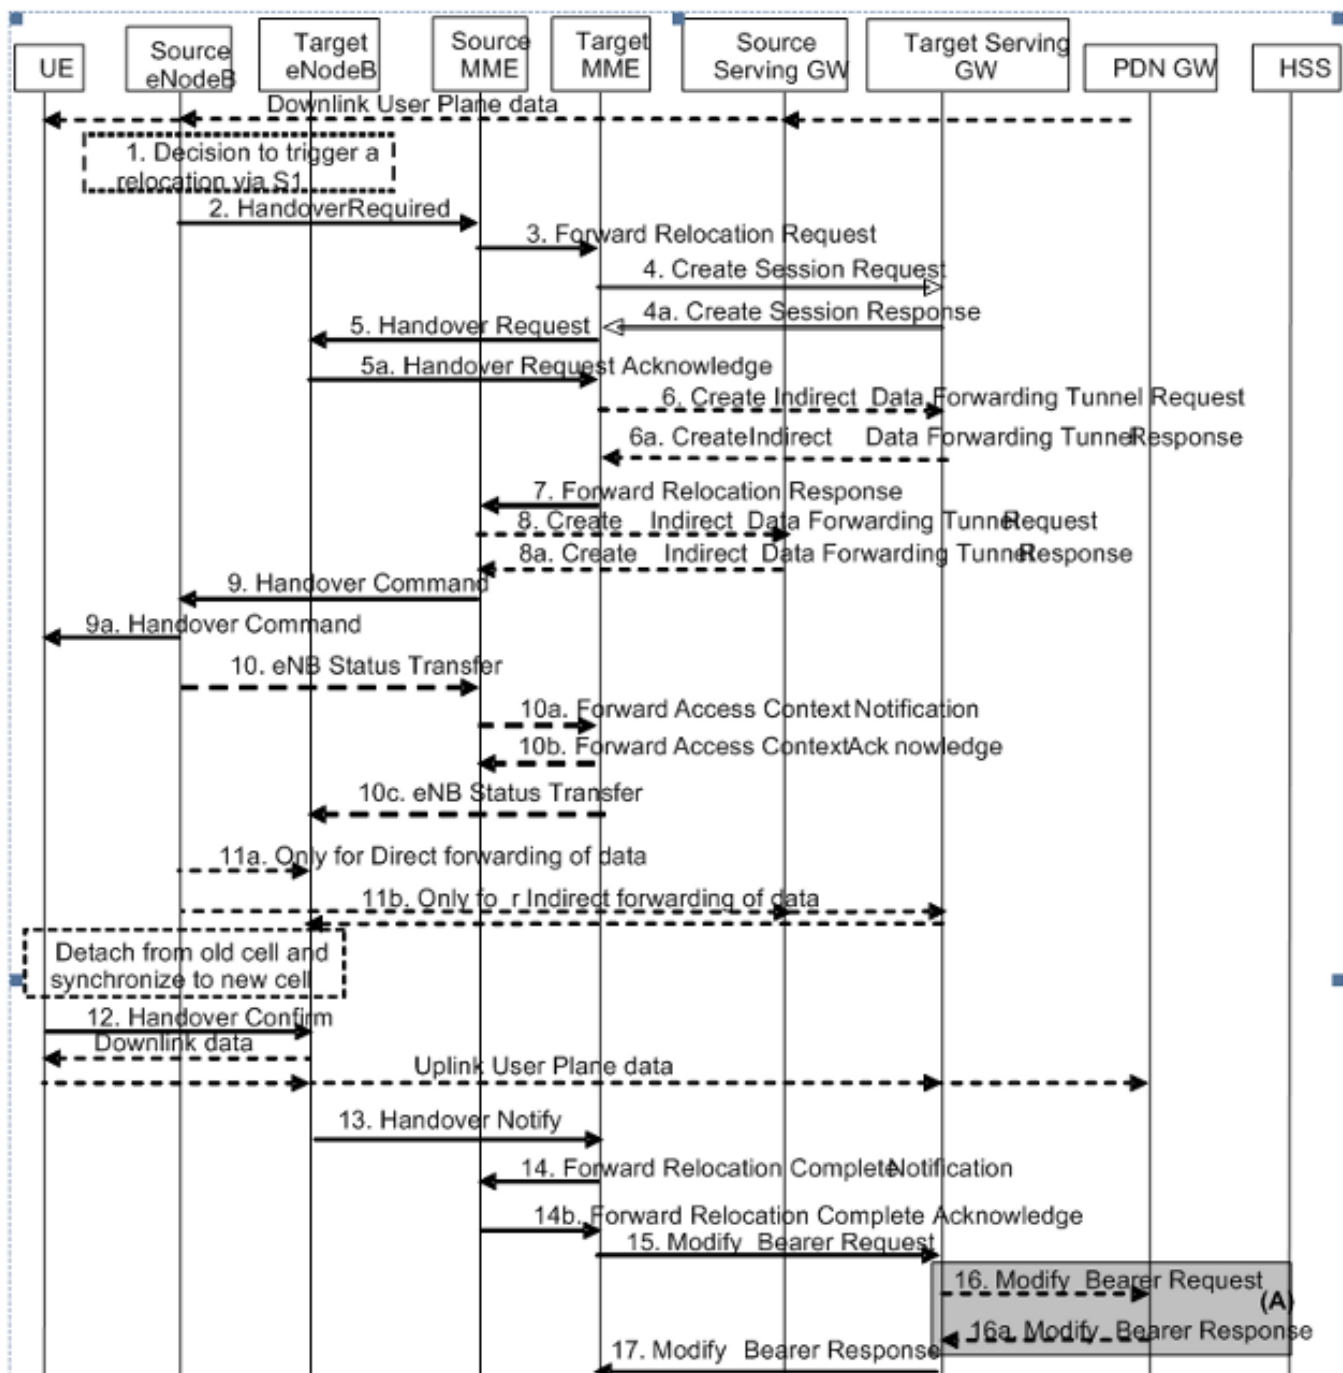 UE
Source
eNodeB
Target
eNodeB
Source
MME
Target
MME
Source
Serving GW
Target Serving
GW
PDN GW
HSS
Downlink User Plane data
1. Decision to trigger a
relocation via S1
2. HandoverRequired
3. Forward Relocation Request
4. Create Session Request
4a. Create Session Response
5. Handover Request
5a. Handover Request Acknowledge
6. Create Indirect Data Forwarding Tunnel Request
6a. CreateIndirect Data Forwarding TunnelResponse
7. Forward Relocation Response
8. Create Indirect Data Forwarding TunnelRequest
8a. Create Indirect Data Forwarding TunnelResponse
9. Handover Command
9a. Handover Command
10. eNB Status Transfer
10a. Forward Access Context Notification
10b. Forward Access ContextAck nowledge
10c. eNB Status Transfer
11a. Only for Direct forwarding of data
11b. Only fo r Indirect forwarding of data
Detach from old cell and
synchronize to new cell
12. Handover Confirm
Downlink data
Uplink User Plane data
13. Handover Notify
14. Forward Relocation CompleteNotification
14b. Forward Relocation Complete Acknowledge
15. Modify Bearer Request
16. Modify Bearer Request
(A)
16a. Modify Bearer Response
17. Modify Bearer Response